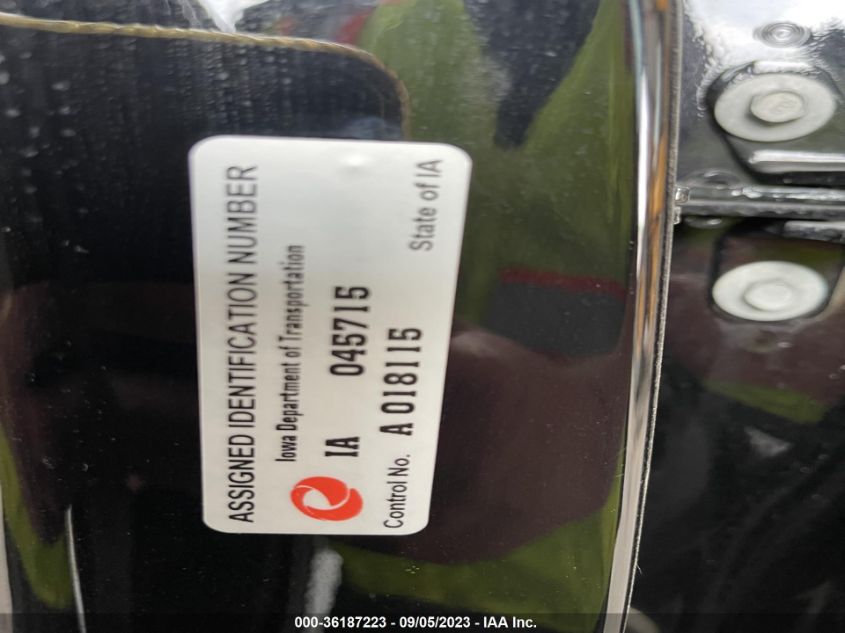 ASSIGNED IDENTIFICATION NUMBER
Iowa Department of Transportation
IA 045715
Control No. A 018115
State of IA
000-36187223 - 09/05/2023 - IAA Inc.